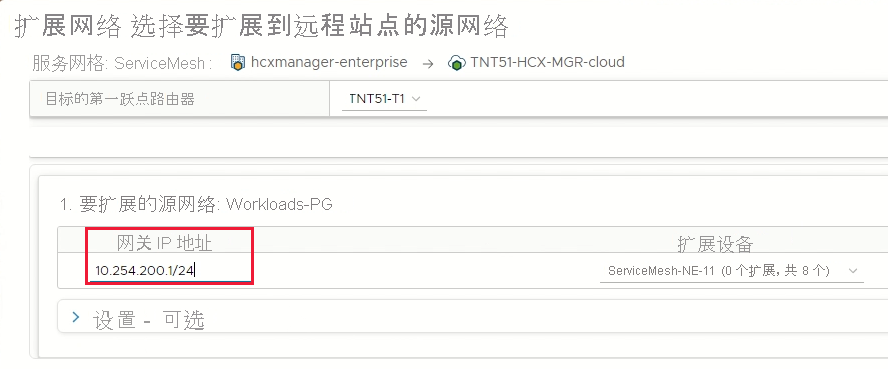 扩展网络 选择要扩展到远程站点的源网络
服务网格: ServiceMesh : hcxmanager-enterprise → TNT51-HCX-MGR-cloud
目标的第一跃点路由器 TNT51-T1
1. 要扩展的源网络: Workloads-PG
网关 IP 地址 扩展设备
10.254.200.1/24 ServiceMesh-NE-11 (0 个扩展, 共 8 个)
设置 - 可选